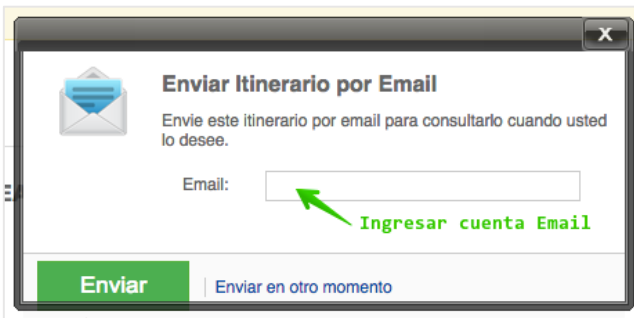 X
Enviar Itinerario por Email
Envie este itinerario por email para consultarlo cuando usted
lo desee.
Email:
Ingresar cuenta Email
Enviar
Enviar en otro momento